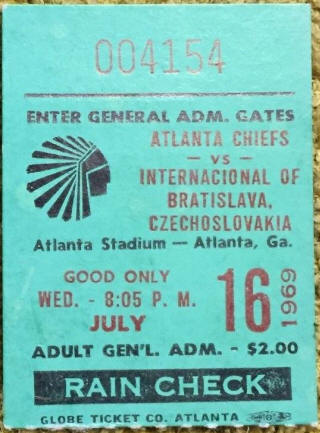 004154
ENTER GENERAL ADM. GATES
ATLANTA CHIEFS
— VS —
INTERNACIONAL OF
BRATISLAVA,
CZECHOSLOVAKIA
Atlanta Stadium — Atlanta, Ga.
GOOD ONLY
WED. - 8:05 P. M.
JULY
16
1969
ADULT GEN'L. ADM. - $2.00
RAIN CHECK
GLOBE TICKET CO. ATLANTA